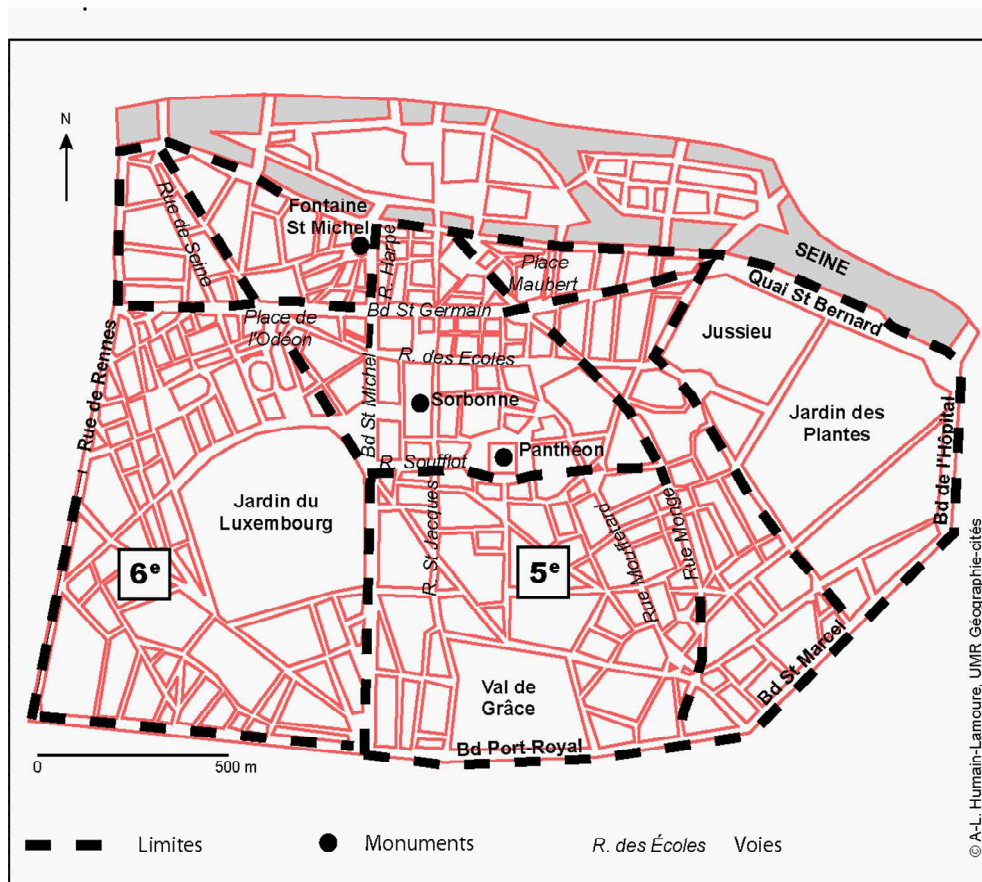 N
Fontaine
St Michel
Rue de Seine
R. Harpe
Place
Maubert
SEINE
Quai St Bernard
Place de
l'Odéon
Bd St Germain
Jussieu
R. des Ecoles
Rue de Rennes
Bd St Michel
Sorbonne
Jardin des
Plantes
Panthéon
R. Soufflot
Bd de l'Hôpital
Jardin du
Luxembourg
R. St Jacques
6e
5e
Rue Mouffetard
Rue Monge
Val de
Grâce
Bd St Marcel
Bd Port-Royal
0 500 m
Limites
Monuments
R. des Écoles Voies
© A-L. Humain-Lamoure, UMR Géographie-cités